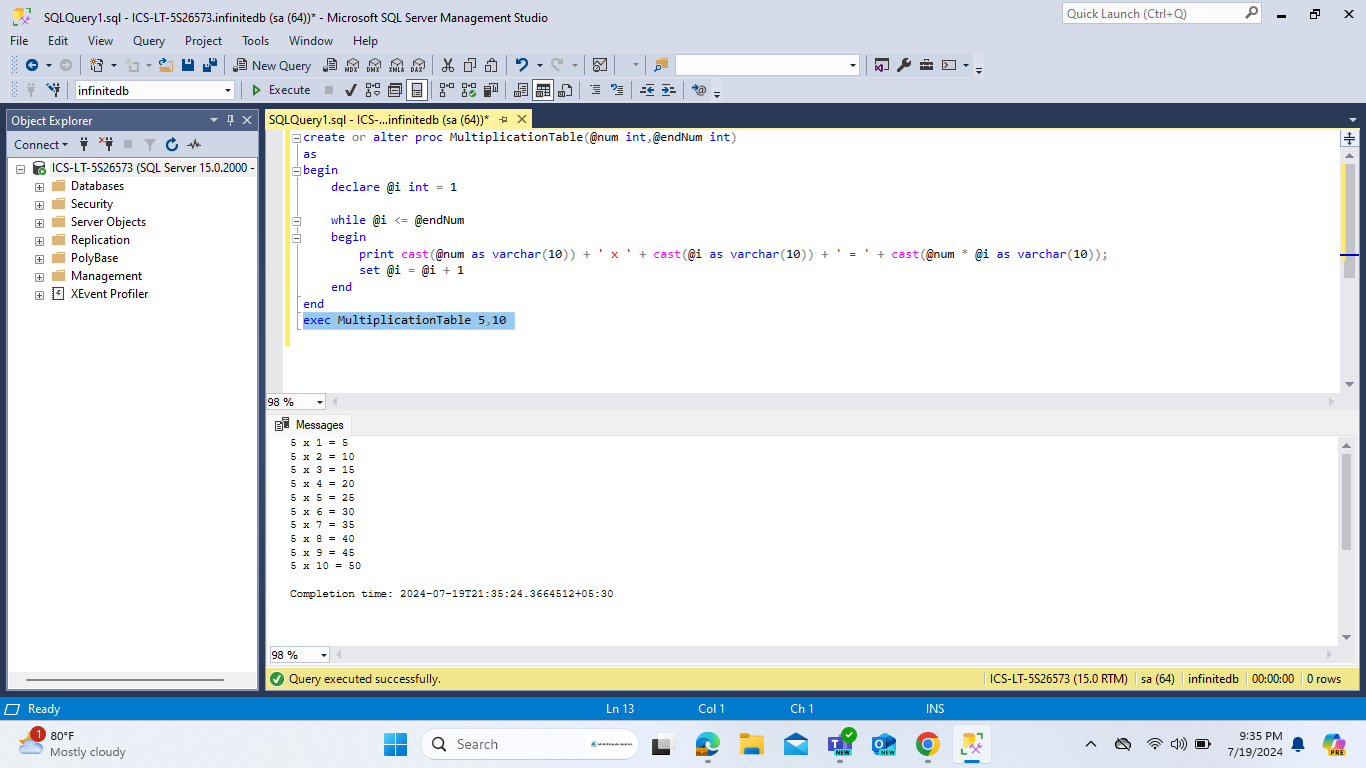 SQLQuery1.sql - ICS-LT-5S26573.infinitedb (sa (64))* - Microsoft SQL Server Management Studio
Quick Launch (Ctrl+Q)
File Edit View Query Project Tools Window Help
New Query MDX DMX XMLA DAX
infinitedb Execute
Object Explorer
Connect
ICS-LT-5S26573 (SQL Server 15.0.2000 -
Databases
Security
Server Objects
Replication
PolyBase
Management
XEvent Profiler
SQLQuery1.sql - ICS-...infinitedb (sa (64))*
create or alter proc MultiplicationTable(@num int,@endNum int)
as
begin
declare @i int = 1
while @i <= @endNum
begin
print cast(@num as varchar(10)) + ' x ' + cast(@i as varchar(10)) + ' = ' + cast(@num * @i as varchar(10));
set @i = @i + 1
end
end
exec MultiplicationTable 5,10
98 %
Messages
5 x 1 = 5
5 x 2 = 10
5 x 3 = 15
5 x 4 = 20
5 x 5 = 25
5 x 6 = 30
5 x 7 = 35
5 x 8 = 40
5 x 9 = 45
5 x 10 = 50
Completion time: 2024-07-19T21:35:24.3664512+05:30
98 %
Query executed successfully.
ICS-LT-5S26573 (15.0 RTM) sa (64) infinitedb 00:00:00 0 rows
Ready Ln 13 Col 1 Ch 1 INS
1
80°F
Mostly cloudy
Search
NEW
NEW
9:35 PM
7/19/2024
PRE